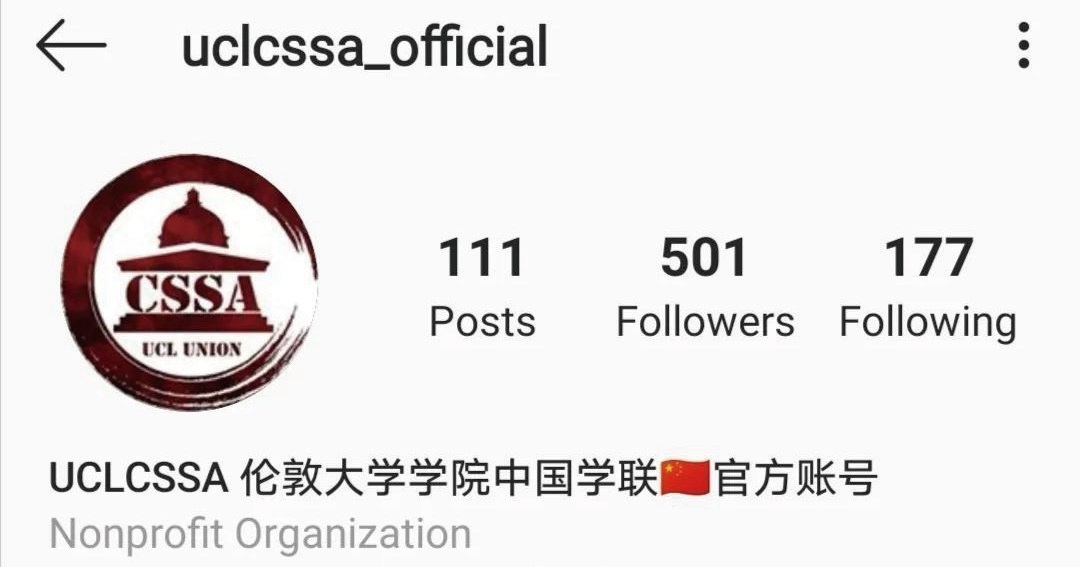 uclcssa_official
CSSA
UCL UNION
111 501 177
Posts Followers Following
UCLCSSA 伦敦大学学院中国学联🇨🇳官方账号
Nonprofit Organization